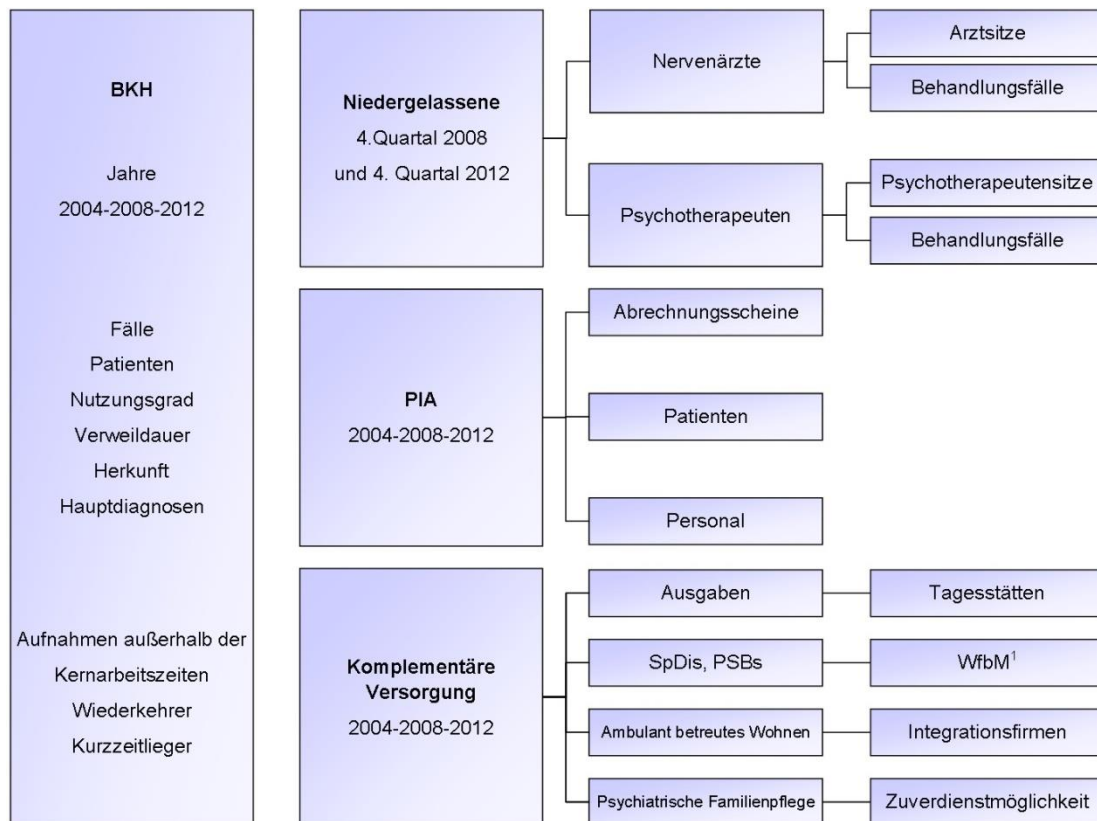 BKH
Jahre
2004-2008-2012
Fälle
Patienten
Nutzungsgrad
Verweildauer
Herkunft
Hauptdiagnosen
Aufnahmen außerhalb der
Kernarbeitszeiten
Wiederkehrer
Kurzzeitlieger
Niedergelassene
4.Quartal 2008
und 4. Quartal 2012
Nervenärzte
Arztsitze
Behandlungsfälle
Psychotherapeuten
Psychotherapeutensitze
Behandlungsfälle
PIA
2004-2008-2012
Abrechnungsscheine
Patienten
Personal
Komplementäre
Versorgung
2004-2008-2012
Ausgaben
Tagesstätten
SpDis, PSBs
WfbM¹
Ambulant betreutes Wohnen
Integrationsfirmen
Psychiatrische Familienpflege
Zuverdienstmöglichkeit